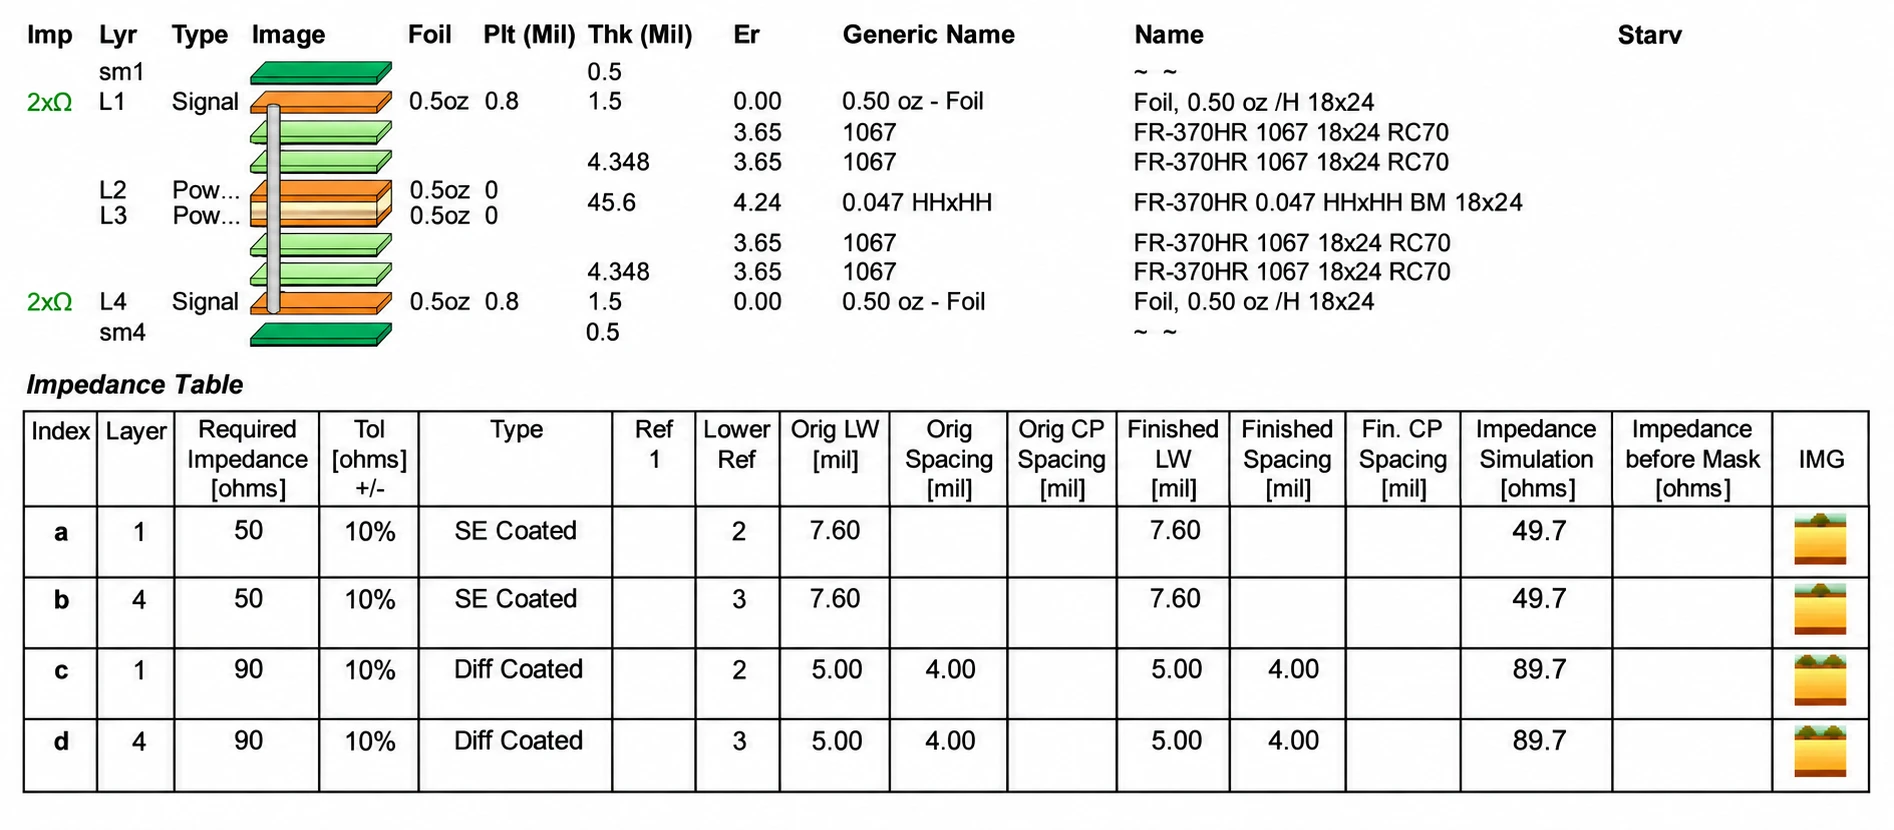 Imp Lyr Type Image Foil Plt (Mil) Thk (Mil) Er Generic Name Name Starv
sm1 0.5 ~ ~
2xΩ L1 Signal 0.5oz 0.8 1.5 0.00 0.50 oz - Foil Foil, 0.50 oz /H 18x24
3.65 1067 FR-370HR 1067 18x24 RC70
4.348 3.65 1067 FR-370HR 1067 18x24 RC70
L2 Pow... 0.5oz 0
45.6 4.24 0.047 HHxHH FR-370HR 0.047 HHxHH BM 18x24
L3 Pow... 0.5oz 0
3.65 1067 FR-370HR 1067 18x24 RC70
4.348 3.65 1067 FR-370HR 1067 18x24 RC70
2xΩ L4 Signal 0.5oz 0.8 1.5 0.00 0.50 oz - Foil Foil, 0.50 oz /H 18x24
sm4 0.5 ~ ~
Impedance Table
Index Layer Required Tol Type Ref Lower Orig LW Orig Orig CP Finished Finished Fin. CP Impedance Impedance
Impedance [ohms] 1 Ref [mil] Spacing Spacing LW Spacing Spacing Simulation before Mask IMG
[ohms] +/- [mil] [mil] [mil] [mil] [mil] [ohms] [ohms]
a 1 50 10% SE Coated 2 7.60 7.60 49.7
b 4 50 10% SE Coated 3 7.60 7.60 49.7
c 1 90 10% Diff Coated 2 5.00 4.00 5.00 4.00 89.7
d 4 90 10% Diff Coated 3 5.00 4.00 5.00 4.00 89.7